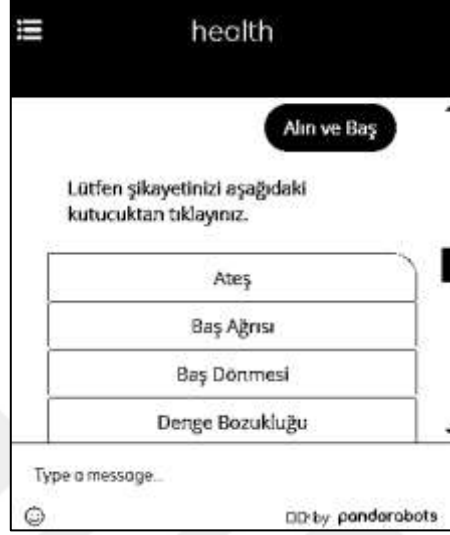 health
Alın ve Baş
Lütfen şikayetinizi aşağıdaki
kutucuktan tıklayınız.
Ateş
Baş Ağrısı
Baş Dönmesi
Denge Bozukluğu
Type a message...
by pandorabots